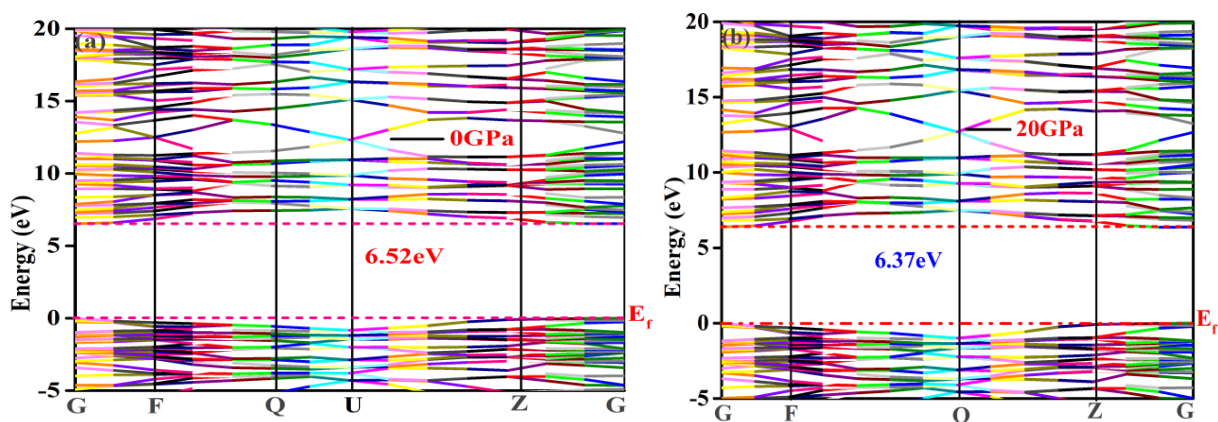 (a)
20
15
10
5
0
−5
Energy (eV)
0GPa
6.52eV
E_f
G F Q U Z G
(b)
20
15
10
5
0
−5
Energy (eV)
20GPa
6.37eV
E_f
G F Q Z G